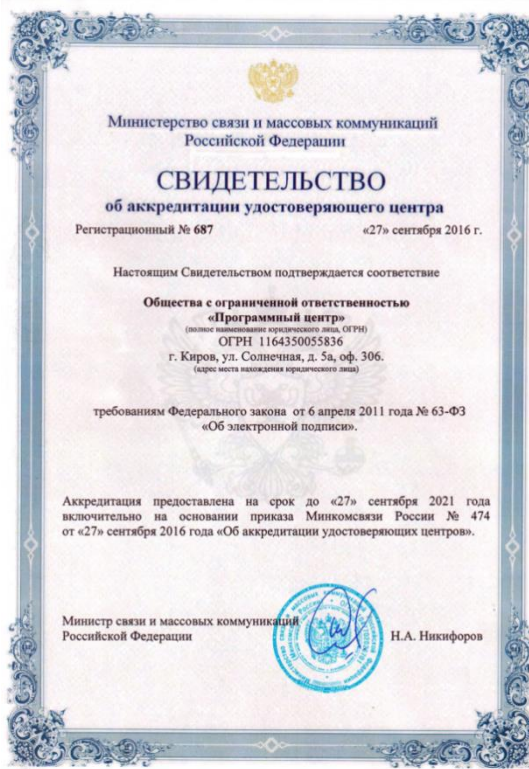 Министерство связи и массовых коммуникаций
Российской Федерации
СВИДЕТЕЛЬСТВО
об аккредитации удостоверяющего центра
Регистрационный № 687 «27» сентября 2016 г.
Настоящим Свидетельством подтверждается соответствие
Общества с ограниченной ответственностью
«Программный центр»
(полное наименование юридического лица, ОГРН)
ОГРН 1164350055836
г. Киров, ул. Солнечная, д. 5а, оф. 306.
(адрес места нахождения юридического лица)
требованиям Федерального закона от 6 апреля 2011 года № 63-ФЗ
«Об электронной подписи».
Аккредитация предоставлена на срок до «27» сентября 2021 года
включительно на основании приказа Минкомсвязи России № 474
от «27» сентября 2016 года «Об аккредитации удостоверяющих центров».
Министр связи и массовых коммуникаций
Российской Федерации Н.А. Никифоров